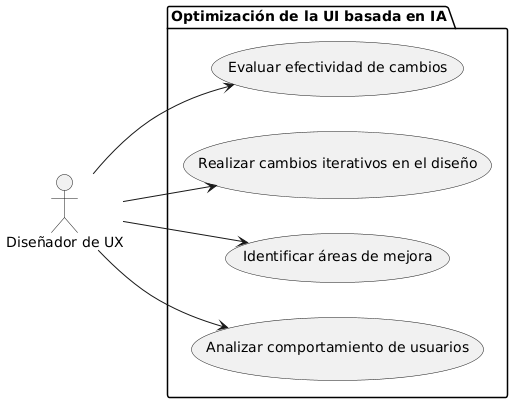 Optimización de la UI basada en IA
Evaluar efectividad de cambios
Realizar cambios iterativos en el diseño
Diseñador de UX
Identificar áreas de mejora
Analizar comportamiento de usuarios